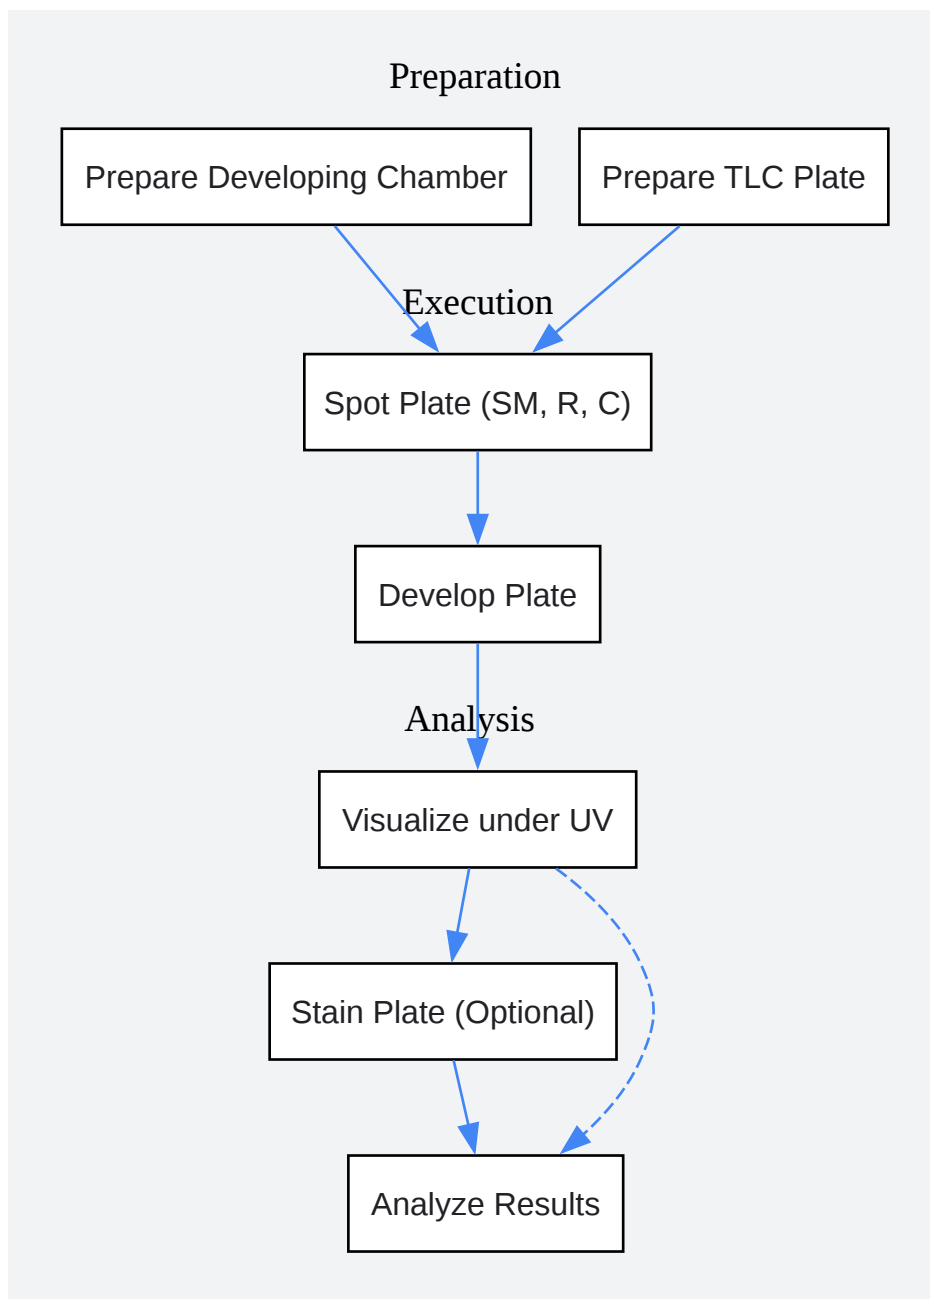 Preparation
Prepare Developing Chamber
Prepare TLC Plate
Execution
Spot Plate (SM, R, C)
Develop Plate
Analysis
Visualize under UV
Stain Plate (Optional)
Analyze Results